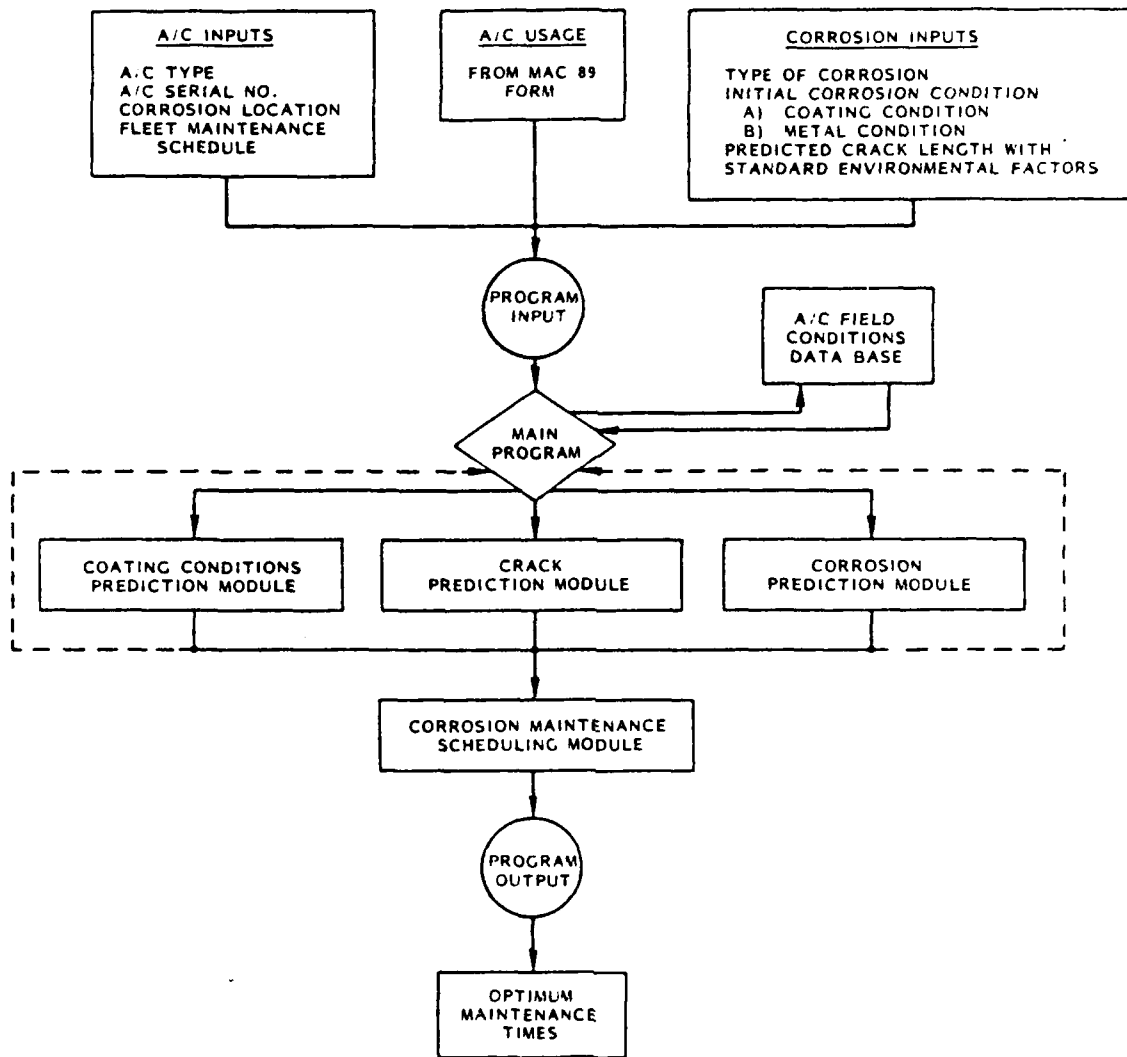 A/C INPUTS
A/C TYPE
A/C SERIAL NO.
CORROSION LOCATION
FLEET MAINTENANCE
SCHEDULE
A/C USAGE
FROM MAC 89
FORM
CORROSION INPUTS
TYPE OF CORROSION
INITIAL CORROSION CONDITION
A) COATING CONDITION
B) METAL CONDITION
PREDICTED CRACK LENGTH WITH
STANDARD ENVIRONMENTAL FACTORS
PROGRAM
INPUT
A/C FIELD
CONDITIONS
DATA BASE
MAIN
PROGRAM
COATING CONDITIONS
PREDICTION MODULE
CRACK
PREDICTION MODULE
CORROSION
PREDICTION MODULE
CORROSION MAINTENANCE
SCHEDULING MODULE
PROGRAM
OUTPUT
OPTIMUM
MAINTENANCE
TIMES